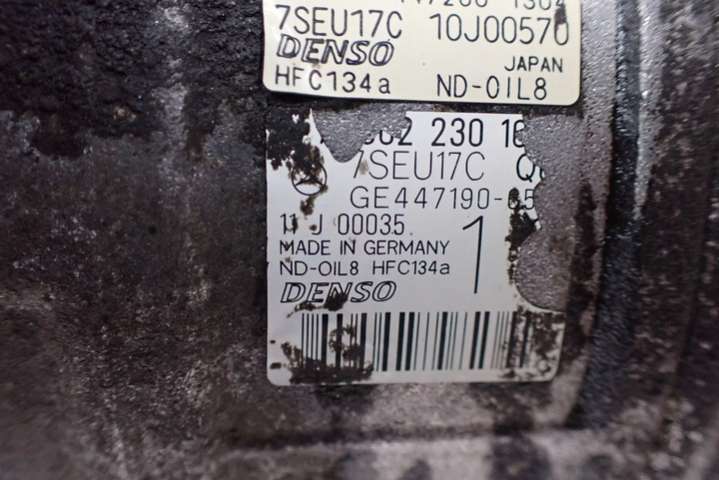 7SEU17C 10J00570
DENSO JAPAN
HFC134a ND-OIL8
230
7SEU17C
GE447190-
11 J 00035
MADE IN GERMANY
ND-OIL8 HFC134a
1
DENSO